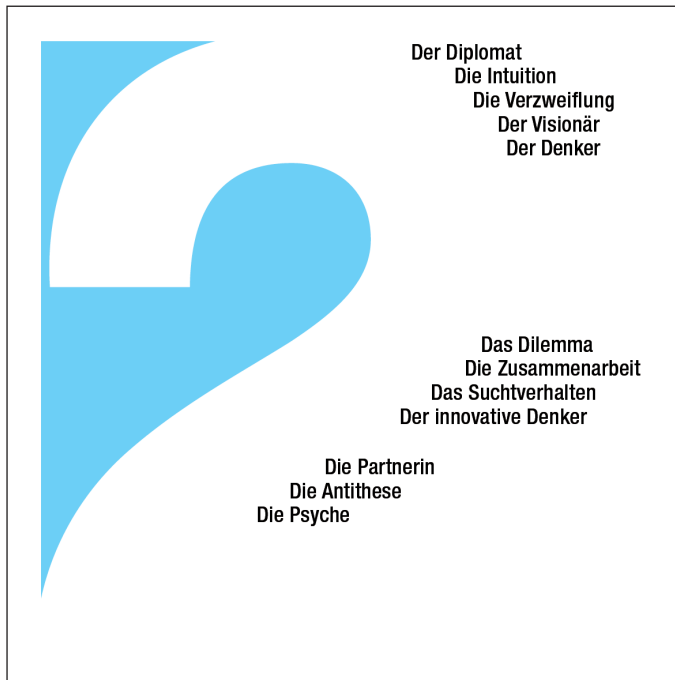 Der Diplomat
Die Intuition
Die Verzweiflung
Der Visionär
Der Denker
Das Dilemma
Die Zusammenarbeit
Das Suchtverhalten
Der innovative Denker
Die Partnerin
Die Antithese
Die Psyche